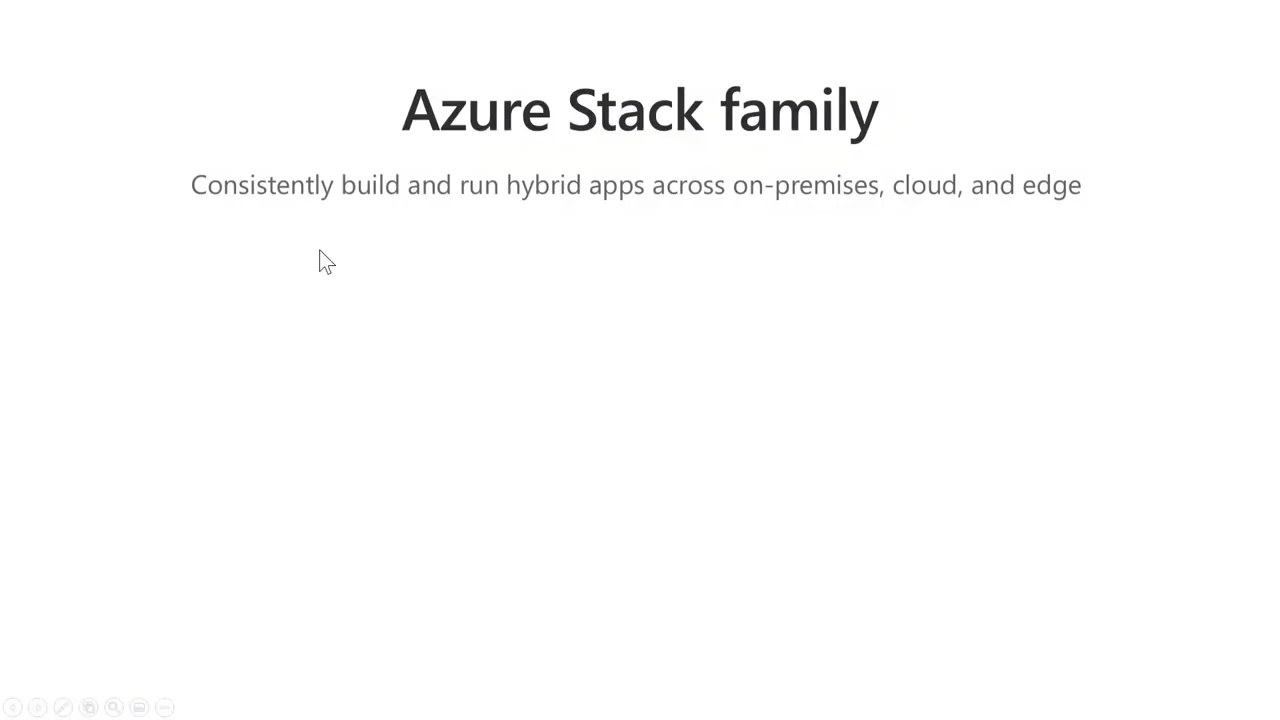 Azure Stack family
Consistently build and run hybrid apps across on-premises, cloud, and edge